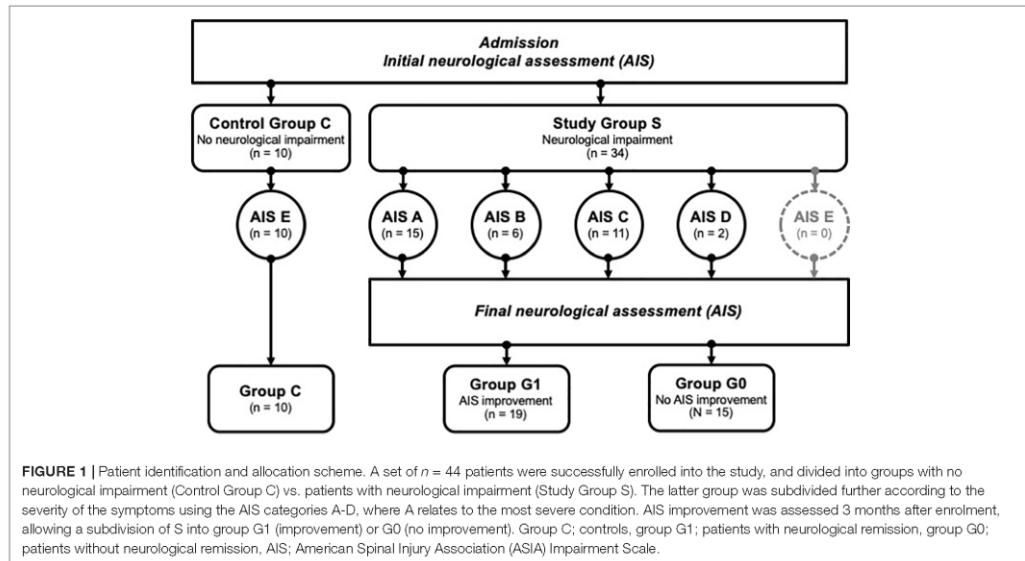 Admission
Initial neurological assessment (AIS)
Control Group C
No neurological impairment
(n = 10)
Study Group S
Neurological impairment
(n = 34)
AIS E
(n = 10)
AIS A
(n = 15)
AIS B
(n = 6)
AIS C
(n = 11)
AIS D
(n = 2)
AIS E
(n = 0)
Final neurological assessment (AIS)
Group C
(n = 10)
Group G1
AIS improvement
(n = 19)
Group G0
No AIS improvement
(N = 15)
FIGURE 1 | Patient identification and allocation scheme. A set of n = 44 patients were successfully enrolled into the study, and divided into groups with no
neurological impairment (Control Group C) vs. patients with neurological impairment (Study Group S). The latter group was subdivided further according to the
severity of the symptoms using the AIS categories A-D, where A relates to the most severe condition. AIS improvement was assessed 3 months after enrolment,
allowing a subdivision of S into group G1 (improvement) or G0 (no improvement). Group C; controls, group G1; patients with neurological remission, group G0;
patients without neurological remission, AIS; American Spinal Injury Association (ASIA) Impairment Scale.